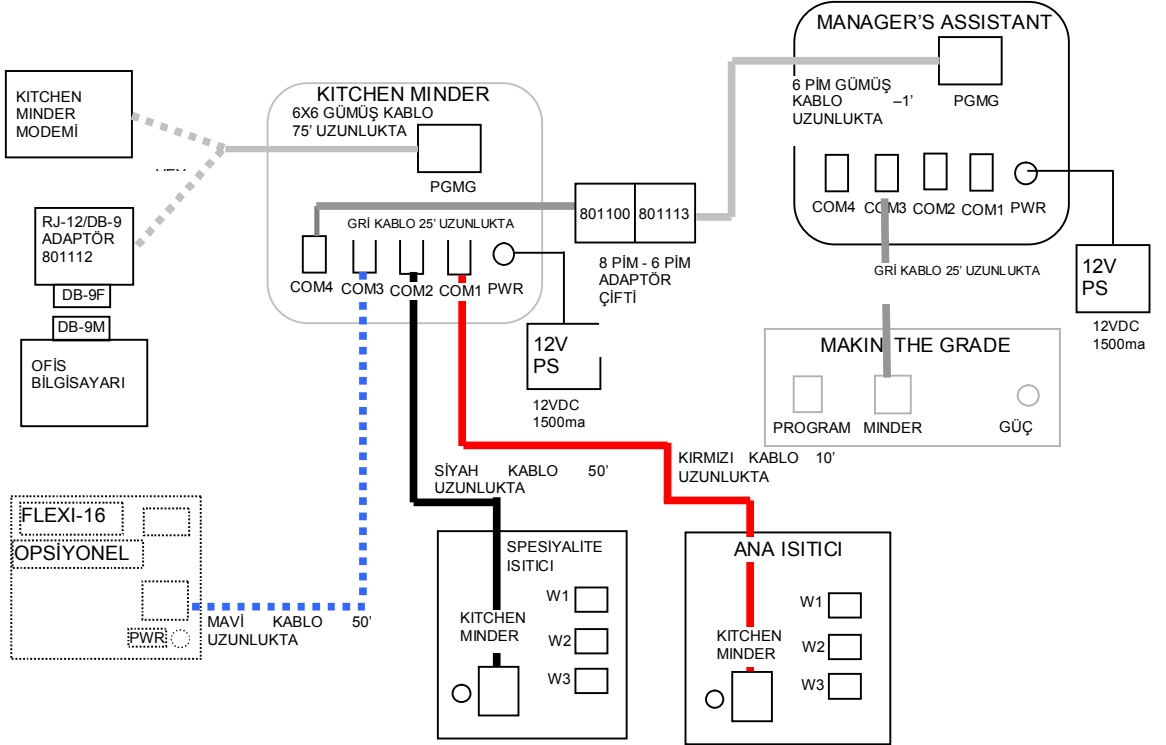 MANAGER'S ASSISTANT
6 PİM GÜMÜŞ
KABLO –1'
UZUNLUKTA
PGMG
COM4 COM3 COM2 COM1 PWR
12V
PS
12VDC
1500ma
KITCHEN
MINDER
MODEMİ
KITCHEN MINDER
6X6 GÜMÜŞ KABLO
75' UZUNLUKTA
PGMG
GRİ KABLO 25' UZUNLUKTA
COM4 COM3 COM2 COM1 PWR
801100 801113
8 PİM - 6 PİM
ADAPTÖR
ÇİFTİ
RJ-12/DB-9
ADAPTÖR
801112
DB-9F
DB-9M
OFİS
BİLGİSAYARI
12V
PS
12VDC
1500ma
GRİ KABLO 25' UZUNLUKTA
MAKIN THE GRADE
PROGRAM MINDER GÜÇ
SİYAH KABLO 50'
UZUNLUKTA
KIRMIZI KABLO 10'
UZUNLUKTA
FLEXI-16
OPSİYONEL
PWR
MAVİ KABLO 50'
UZUNLUKTA
SPESİYALİTE
ISITICI
W1
KITCHEN
MINDER
W2
W3
ANA ISITICI
W1
KITCHEN
MINDER
W2
W3